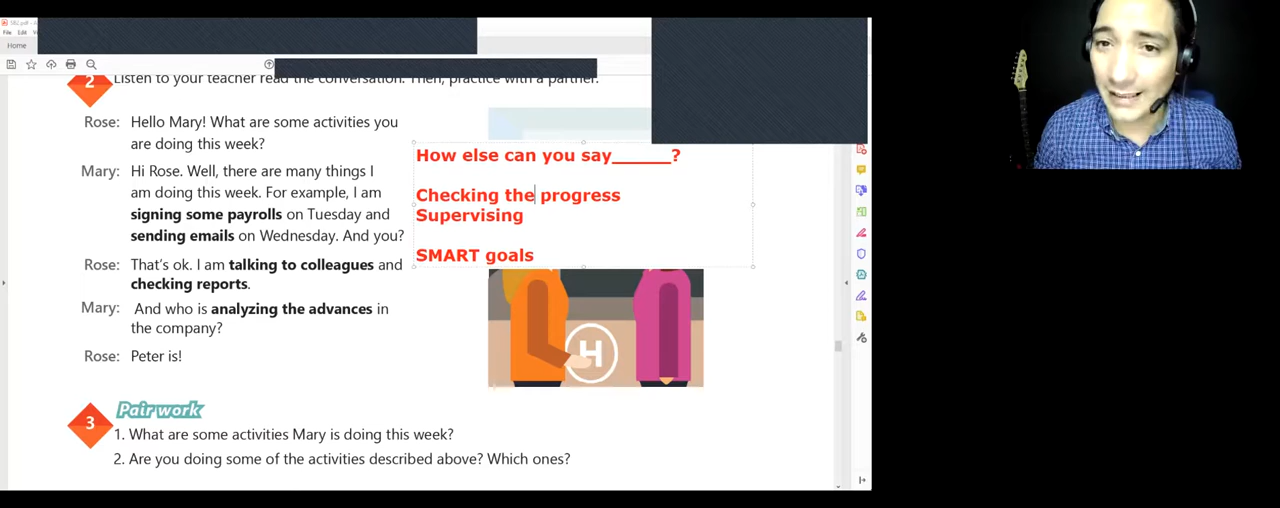 Home
2 Listen to your teacher read the conversation. Then, practice with a partner.
Rose: Hello Mary! What are some activities you
are doing this week?
Mary: Hi Rose. Well, there are many things I
am doing this week. For example, I am
signing some payrolls on Tuesday and
sending emails on Wednesday. And you?
Rose: That's ok. I am talking to colleagues and
checking reports.
Mary: And who is analyzing the advances in
the company?
Rose: Peter is!
How else can you say______?
Checking the progress
Supervising
SMART goals
H
3 Pair work
1. What are some activities Mary is doing this week?
2. Are you doing some of the activities described above? Which ones?